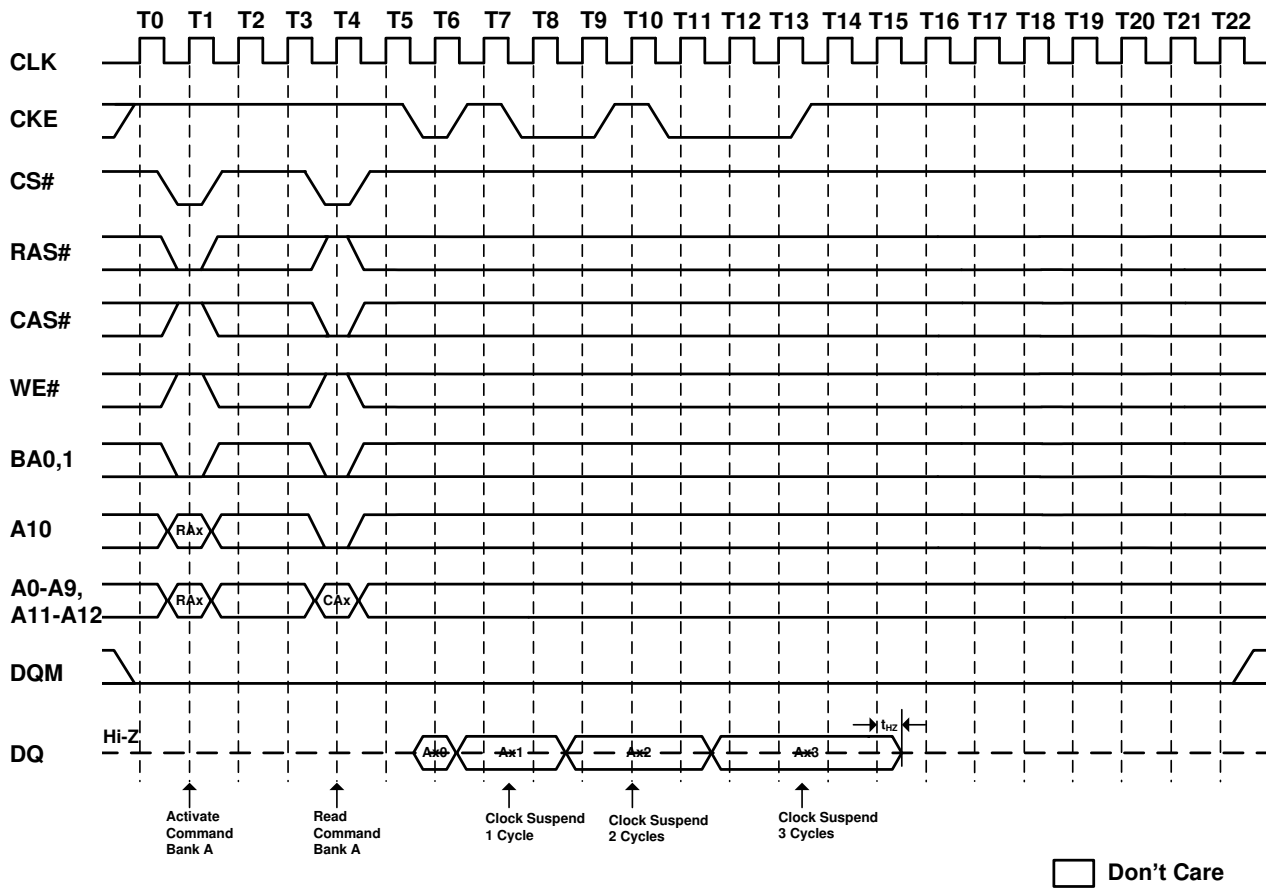 T0 T1 T2 T3 T4 T5 T6 T7 T8 T9 T10 T11 T12 T13 T14 T15 T16 T17 T18 T19 T20 T21 T22
CLK
CKE
CS#
RAS#
CAS#
WE#
BA0,1
A10
RAx
A0-A9,
A11-A12
RAx
CAx
DQM
tHZ
Hi-Z
DQ
Ax0
Ax1
Ax2
Ax3
Activate
Command
Bank A
Read
Command
Bank A
Clock Suspend
1 Cycle
Clock Suspend
2 Cycles
Clock Suspend
3 Cycles
Don't Care